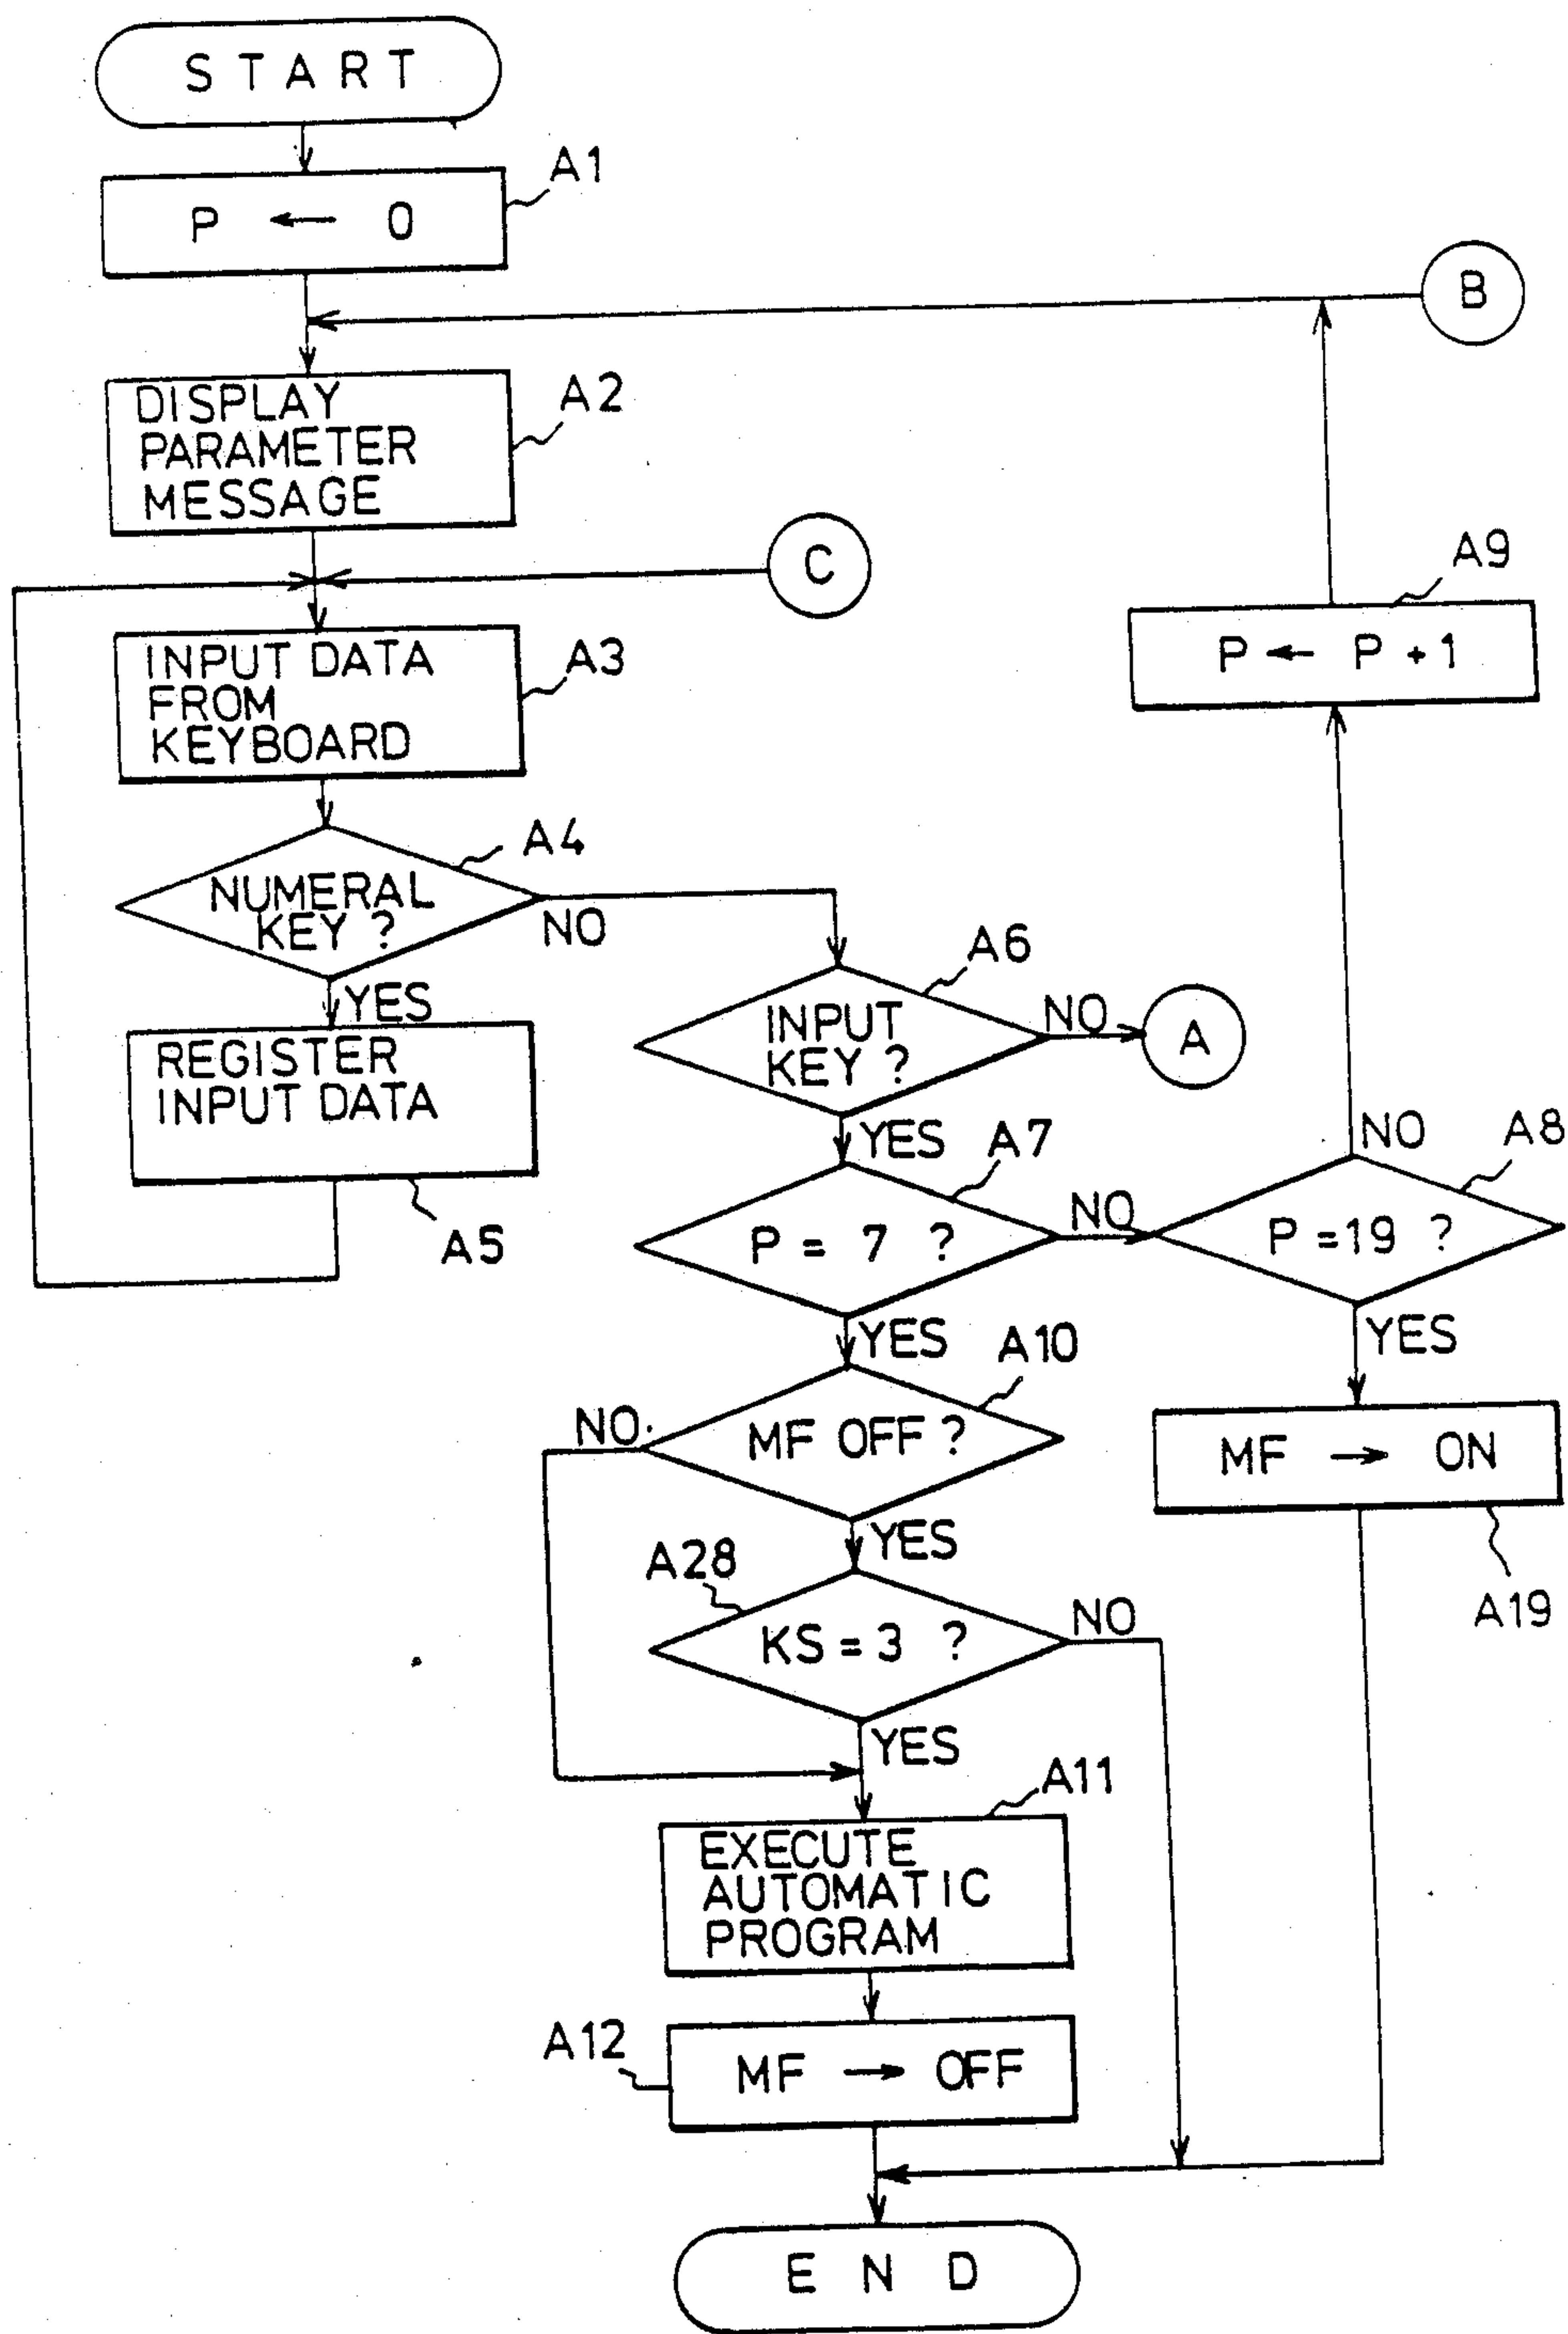 START
A1
P ← 0
B
A2
DISPLAY
PARAMETER
MESSAGE
C
A9
P ← P + 1
A3
INPUT DATA
FROM
KEYBOARD
A4
NUMERAL
KEY ?
NO
YES
A6
INPUT
KEY ?
NO
A
REGISTER
INPUT DATA
A5
YES
A7
P = 7 ?
NO
NO
A8
P = 19 ?
YES
YES
A10
MF OFF ?
NO
MF → ON
A19
YES
A28
KS = 3 ?
NO
YES
A11
EXECUTE
AUTOMATIC
PROGRAM
A12
MF → OFF
END